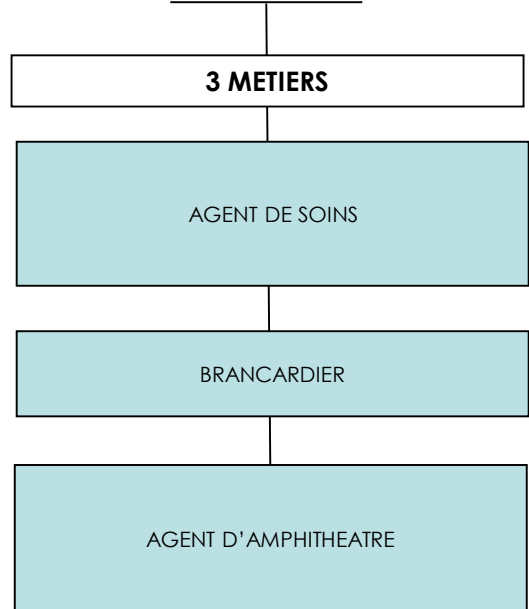 3 METIERS
AGENT DE SOINS
BRANCARDIER
AGENT D’AMPHITHEATRE